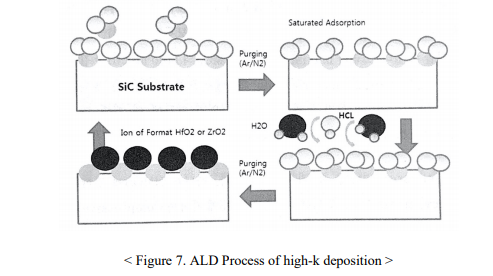 Saturated Adsorption
Purging
(Ar/N2)
SiC Substrate
HCL
H2O
Ion of Format HfO2 or ZrO2
Purging
(Ar/N2)
< Figure 7. ALD Process of high-k deposition >